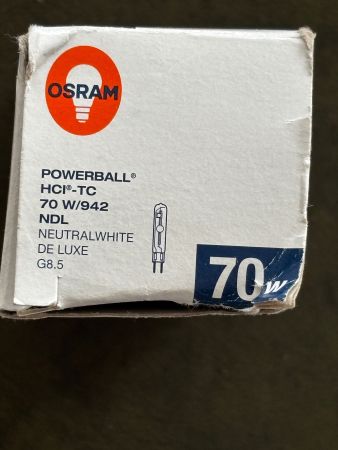 OSRAM
POWERBALL®
HCI®-TC
70 W/942
NDL
NEUTRALWHITE
DE LUXE
G8.5
70 W